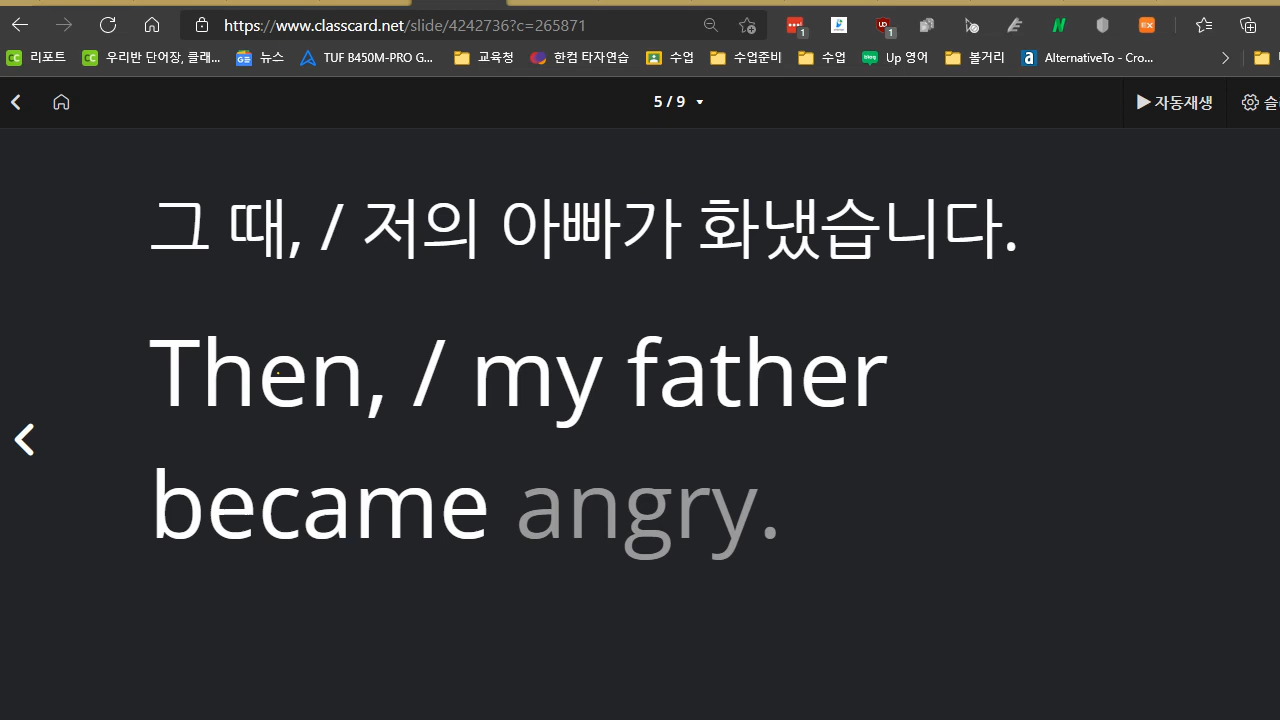 https://www.classcard.net/slide/4242736?c=265871
리포트 우리반 단어장, 클래... 뉴스 TUF B450M-PRO G... 교육청 한컴 타자연습 수업 수업준비 수업 Up 영어 볼거리 AlternativeTo - Cro...
5 / 9 자동재생
그 때, / 저의 아빠가 화냈습니다.
Then, / my father
became angry.